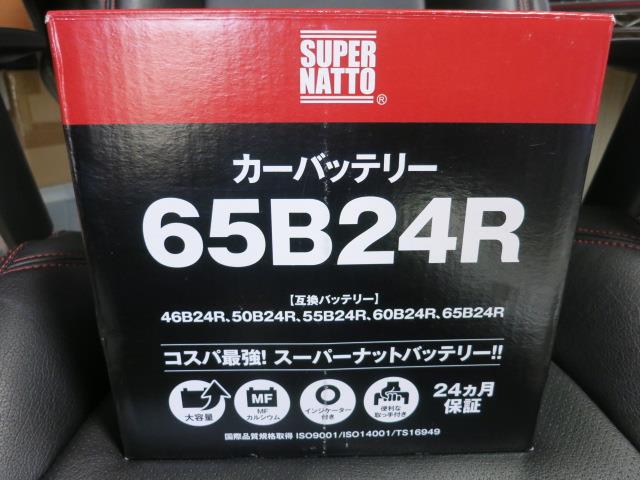 SUPER
NATTO®
カーバッテリー
65B24R
【互換バッテリー】
46B24R、50B24R、55B24R、60B24R、65B24R
コスパ最強! スーパーナットバッテリー!!
大容量
MF
MF
カルシウム
インジケーター
付き
便利な
取っ手付き
24ヵ月
保証
国際品質規格取得 ISO9001/ISO14001/TS16949